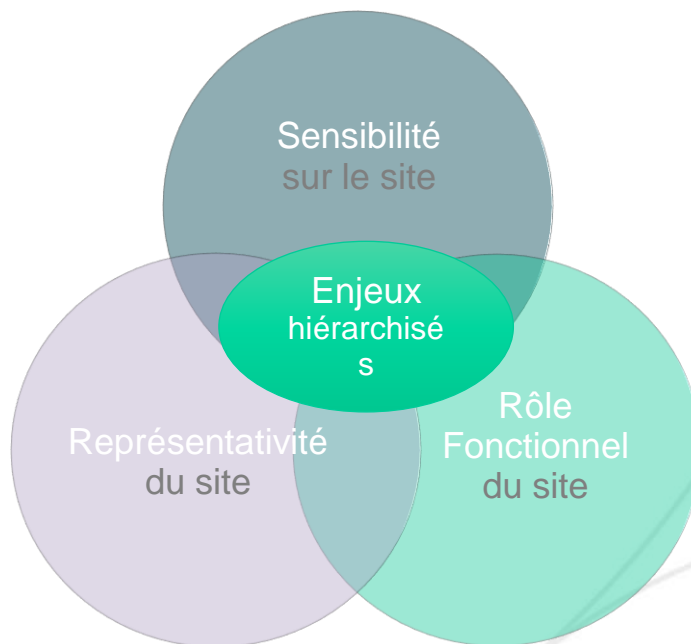 Sensibilité
sur le site
Enjeux
hiérarchisé
s
Représentativité
du site
Rôle
Fonctionnel
du site